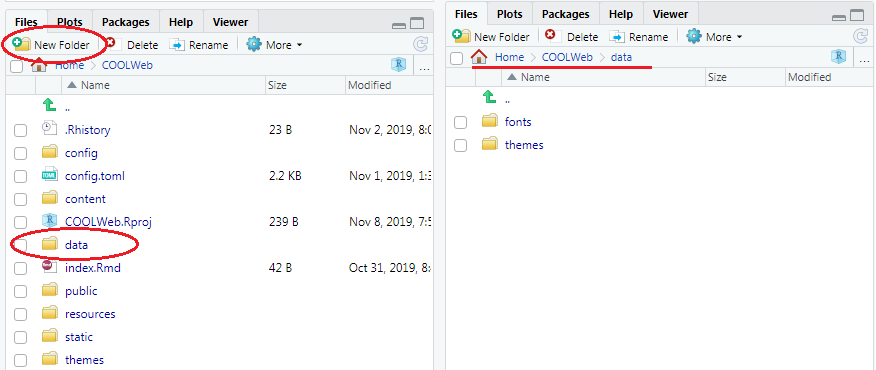 Files Plots Packages Help Viewer
New Folder Delete Rename More
Home COOLWeb R ...
Name Size Modified
..
.Rhistory 23 B Nov 2, 2019, 8:0
config
config.toml 2.2 KB Nov 1, 2019, 1:3
content
COOLWeb.Rproj 239 B Nov 8, 2019, 7:5
data
index.Rmd 42 B Oct 31, 2019, 8:
public
resources
static
themes
Files Plots Packages Help Viewer
New Folder Delete Rename More
Home COOLWeb data R ...
Name Size Modified
..
fonts
themes